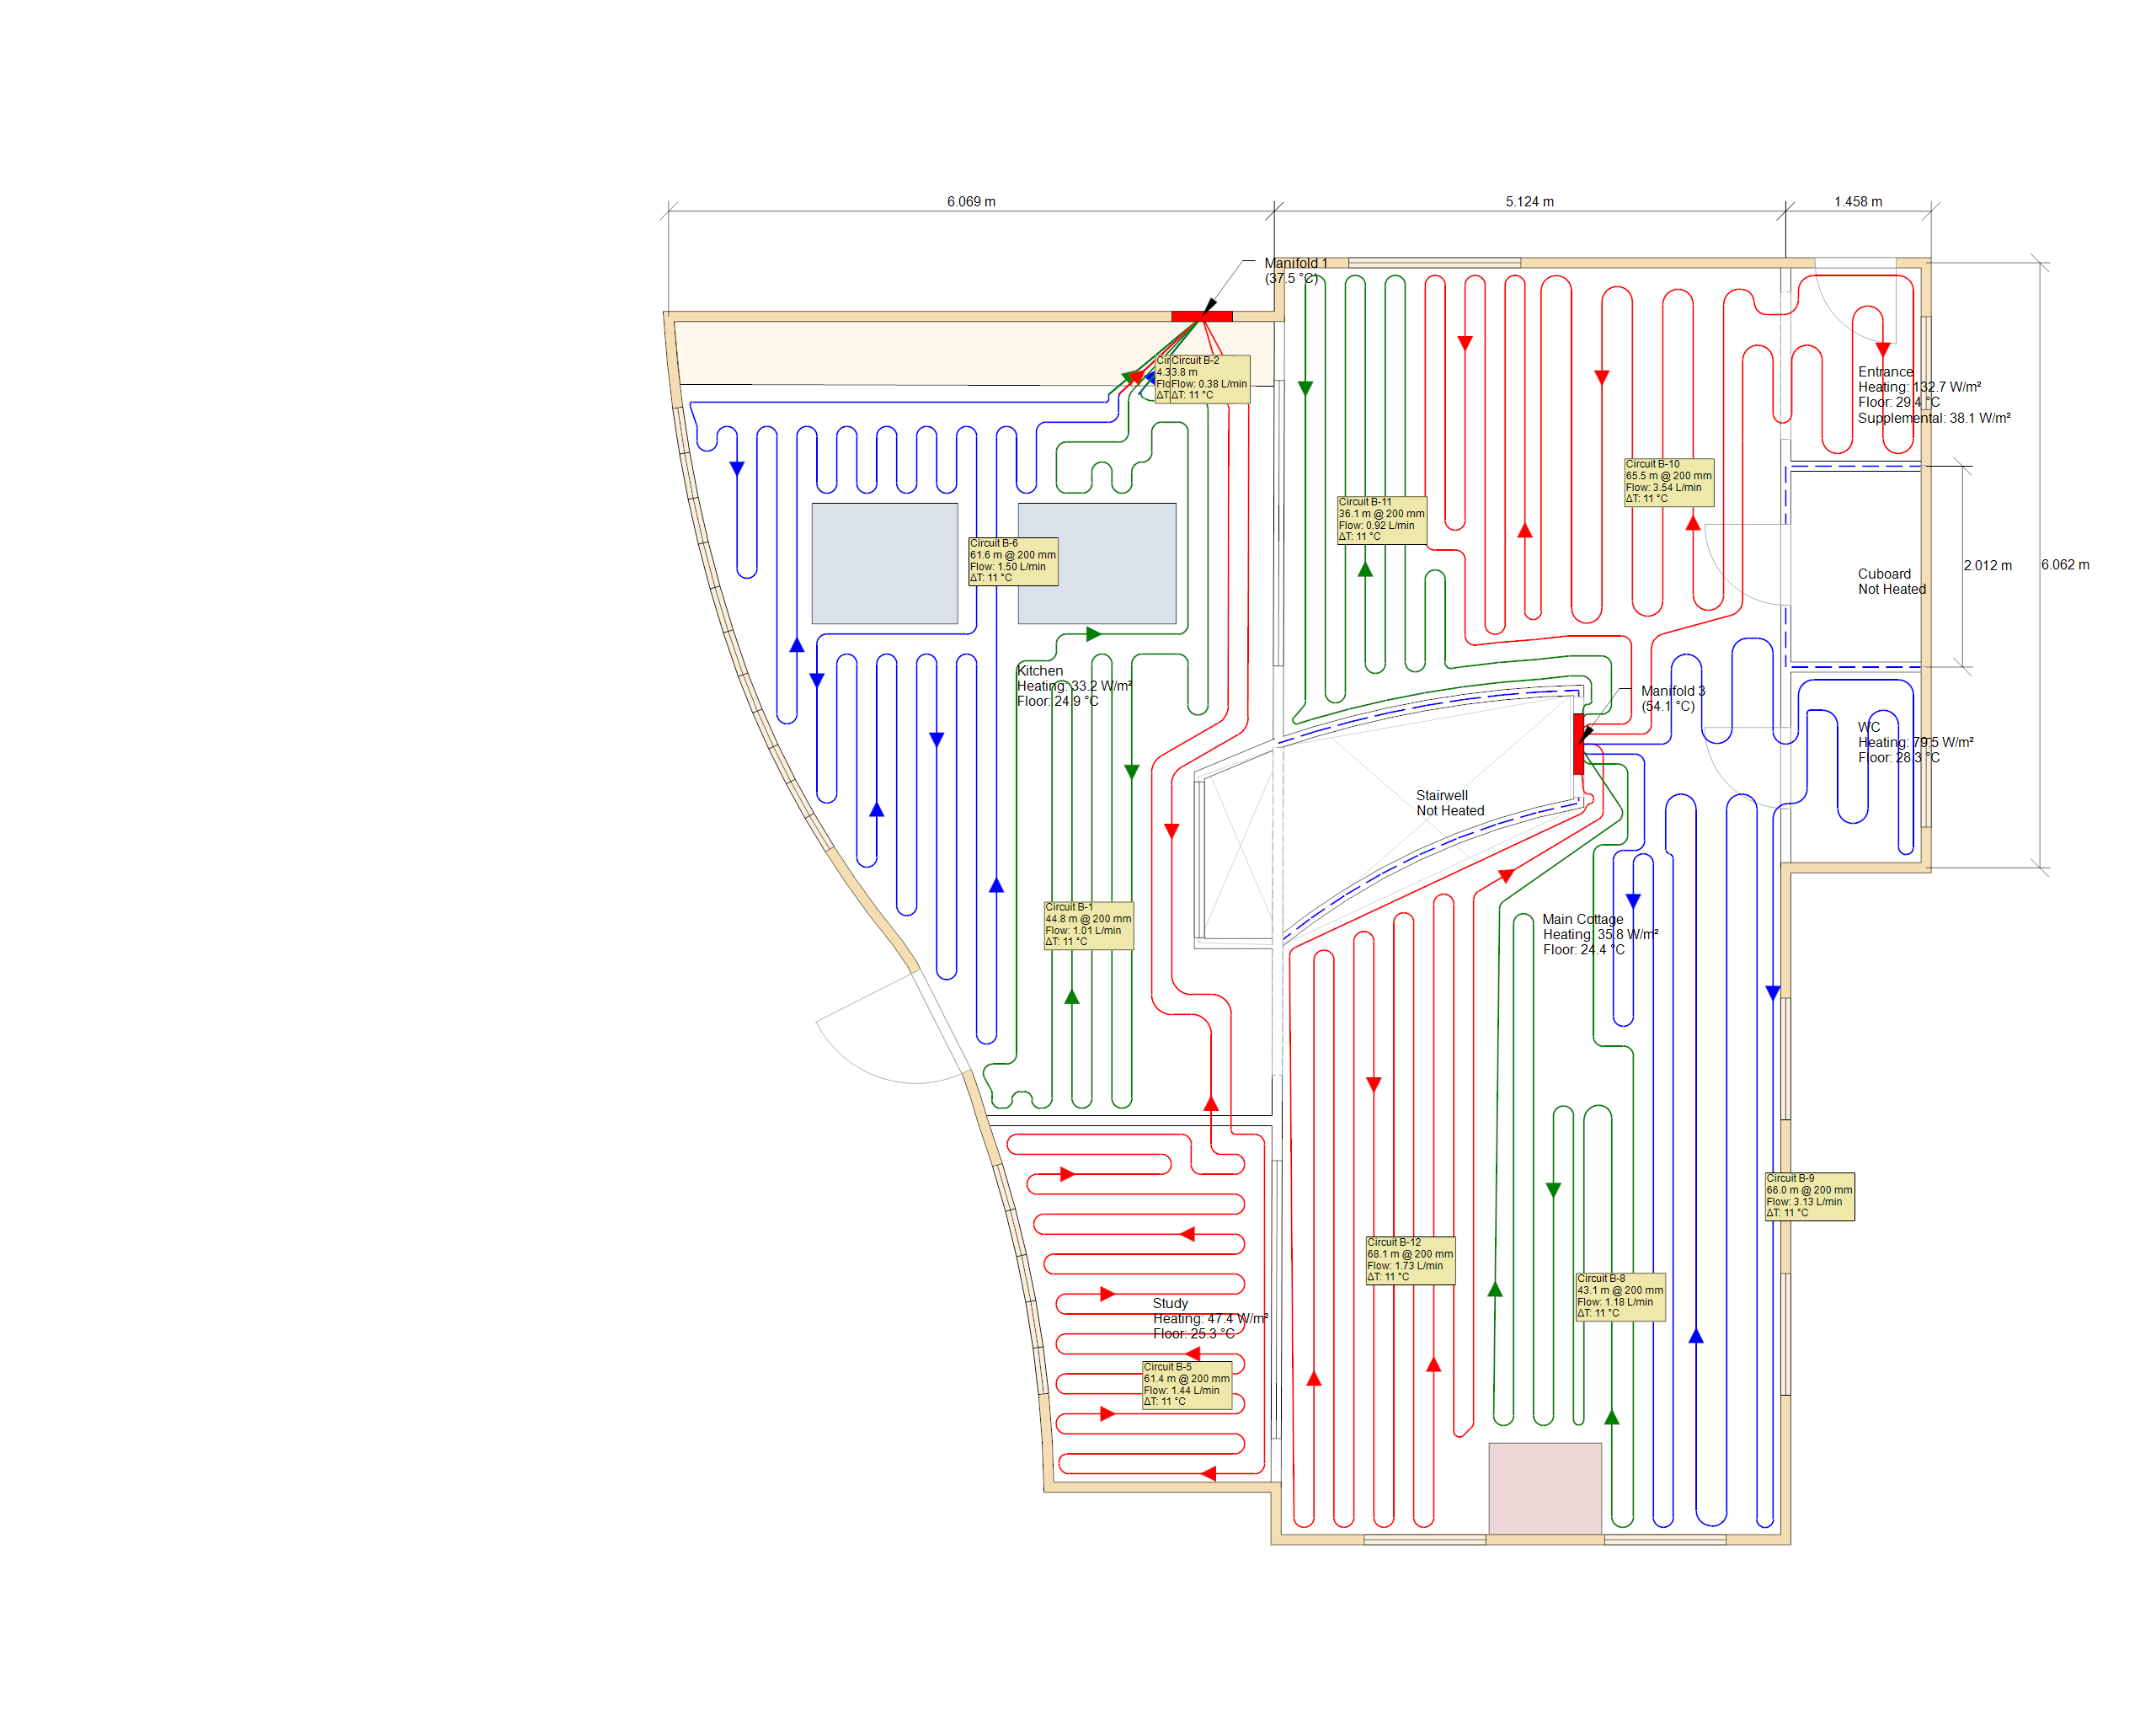 6.069 m
5.124 m
1.458 m
Manifold 1
(37.5 °C)
Circuit B-2
3.8 m
Flow: 0.38 L/min
ΔT: 11 °C
Entrance
Heating: 132.7 W/m²
Floor: 29.4 °C
Supplemental: 38.1 W/m²
Circuit B-10
65.5 m @ 200 mm
Flow: 3.54 L/min
ΔT: 11 °C
Circuit B-11
36.1 m @ 200 mm
Flow: 0.92 L/min
ΔT: 11 °C
Circuit B-6
61.6 m @ 200 mm
Flow: 1.50 L/min
ΔT: 11 °C
2.012 m
6.062 m
Cuboard
Not Heated
Kitchen
Heating: 33.2 W/m²
Floor: 24.9 °C
Manifold 3
(54.1 °C)
WC
Heating: 79.5 W/m²
Floor: 28.3 °C
Stairwell
Not Heated
Circuit B-1
44.8 m @ 200 mm
Flow: 1.01 L/min
ΔT: 11 °C
Main Cottage
Heating: 35.8 W/m²
Floor: 24.4 °C
Circuit B-9
66.0 m @ 200 mm
Flow: 3.13 L/min
ΔT: 11 °C
Circuit B-12
68.1 m @ 200 mm
Flow: 1.73 L/min
ΔT: 11 °C
Circuit B-8
43.1 m @ 200 mm
Flow: 1.18 L/min
ΔT: 11 °C
Study
Heating: 47.4 W/m²
Floor: 25.3 °C
Circuit B-5
61.4 m @ 200 mm
Flow: 1.44 L/min
ΔT: 11 °C